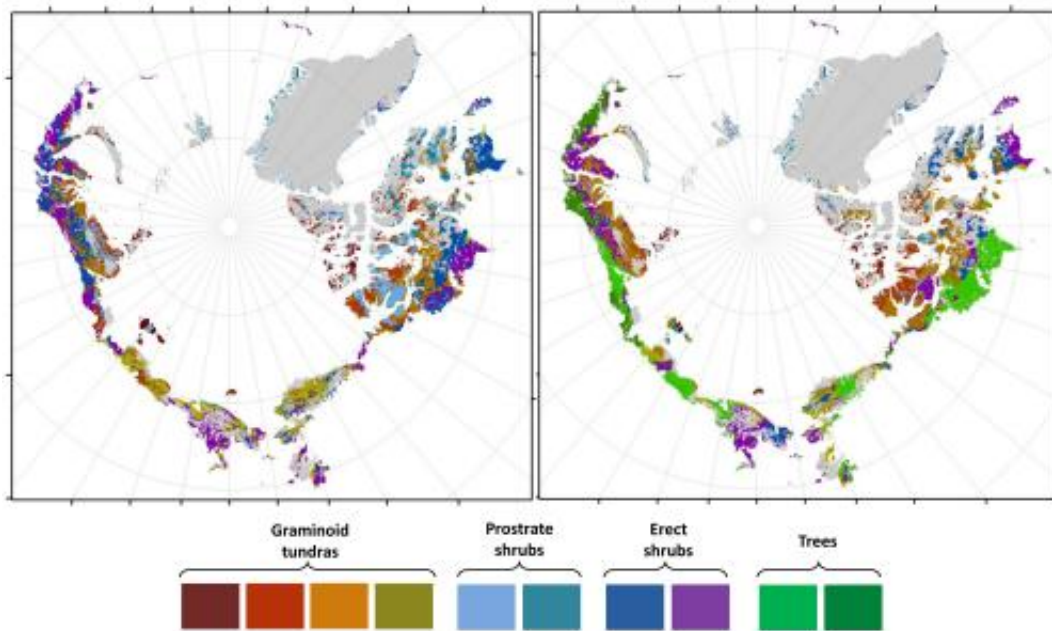 Graminoid
tundras
Prostrate
shrubs
Erect
shrubs
Trees